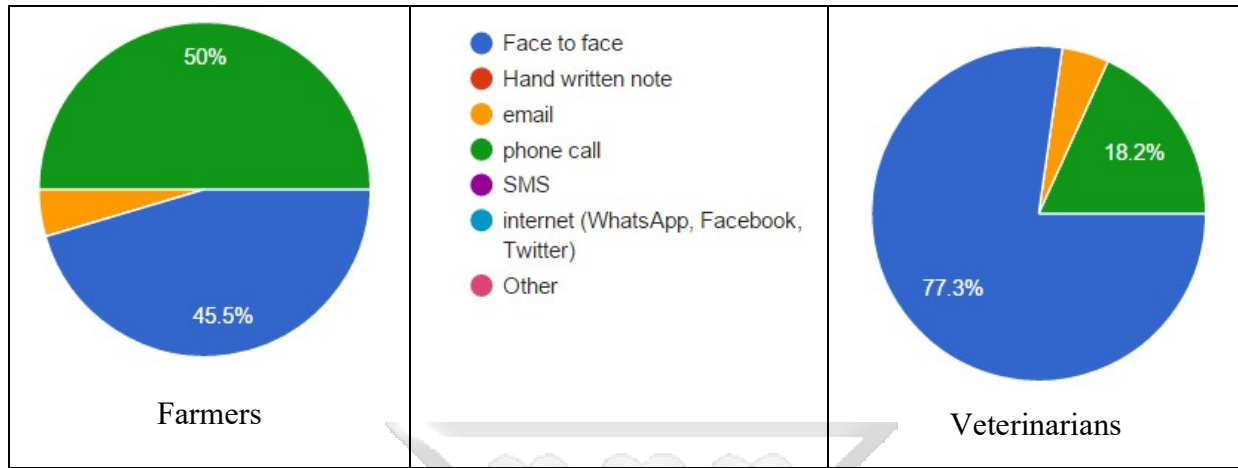 50%
45.5%
Farmers
Face to face
Hand written note
email
phone call
SMS
internet (WhatsApp, Facebook,
Twitter)
Other
18.2%
77.3%
Veterinarians